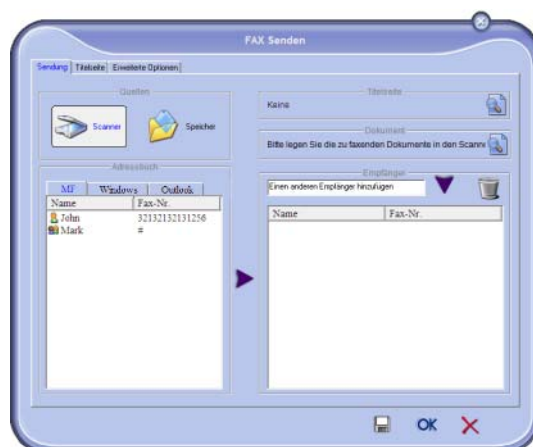 FAX Senden
Sendung Titelseite Erweiterte Optionen
Quellen
Scanner Speicher
Titelseite
Keine
Dokument
Bitte legen Sie die zu faxenden Dokumente in den Scanne
Adressbuch
MF Windows Outlook
Name Fax-Nr.
John 32132132131256
Mark #
Empfänger
Einen anderen Emplänger hinzufügen
Name Fax-Nr.
OK